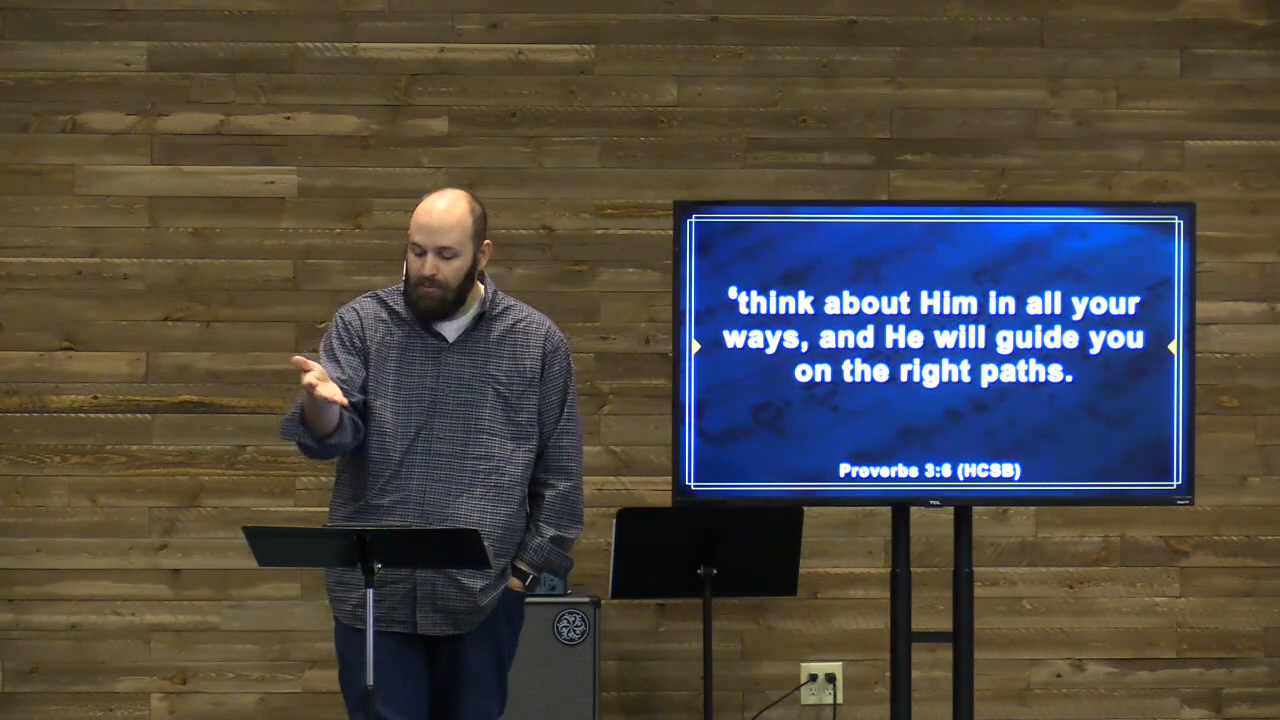 ⁶think about Him in all your
ways, and He will guide you
on the right paths.
Proverbs 3:6 (HCSB)
TCL